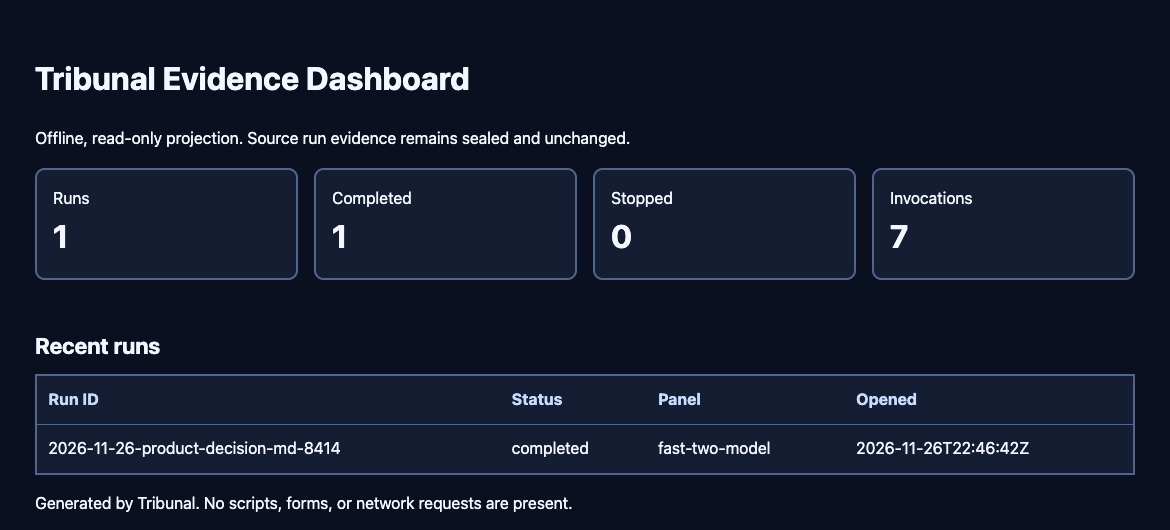 Tribunal Evidence Dashboard
Offline, read-only projection. Source run evidence remains sealed and unchanged.
Runs Completed Stopped Invocations
1 1 0 7
Recent runs
Run ID Status Panel Opened
2026-11-26-product-decision-md-8414 completed fast-two-model 2026-11-26T22:46:42Z
Generated by Tribunal. No scripts, forms, or network requests are present.